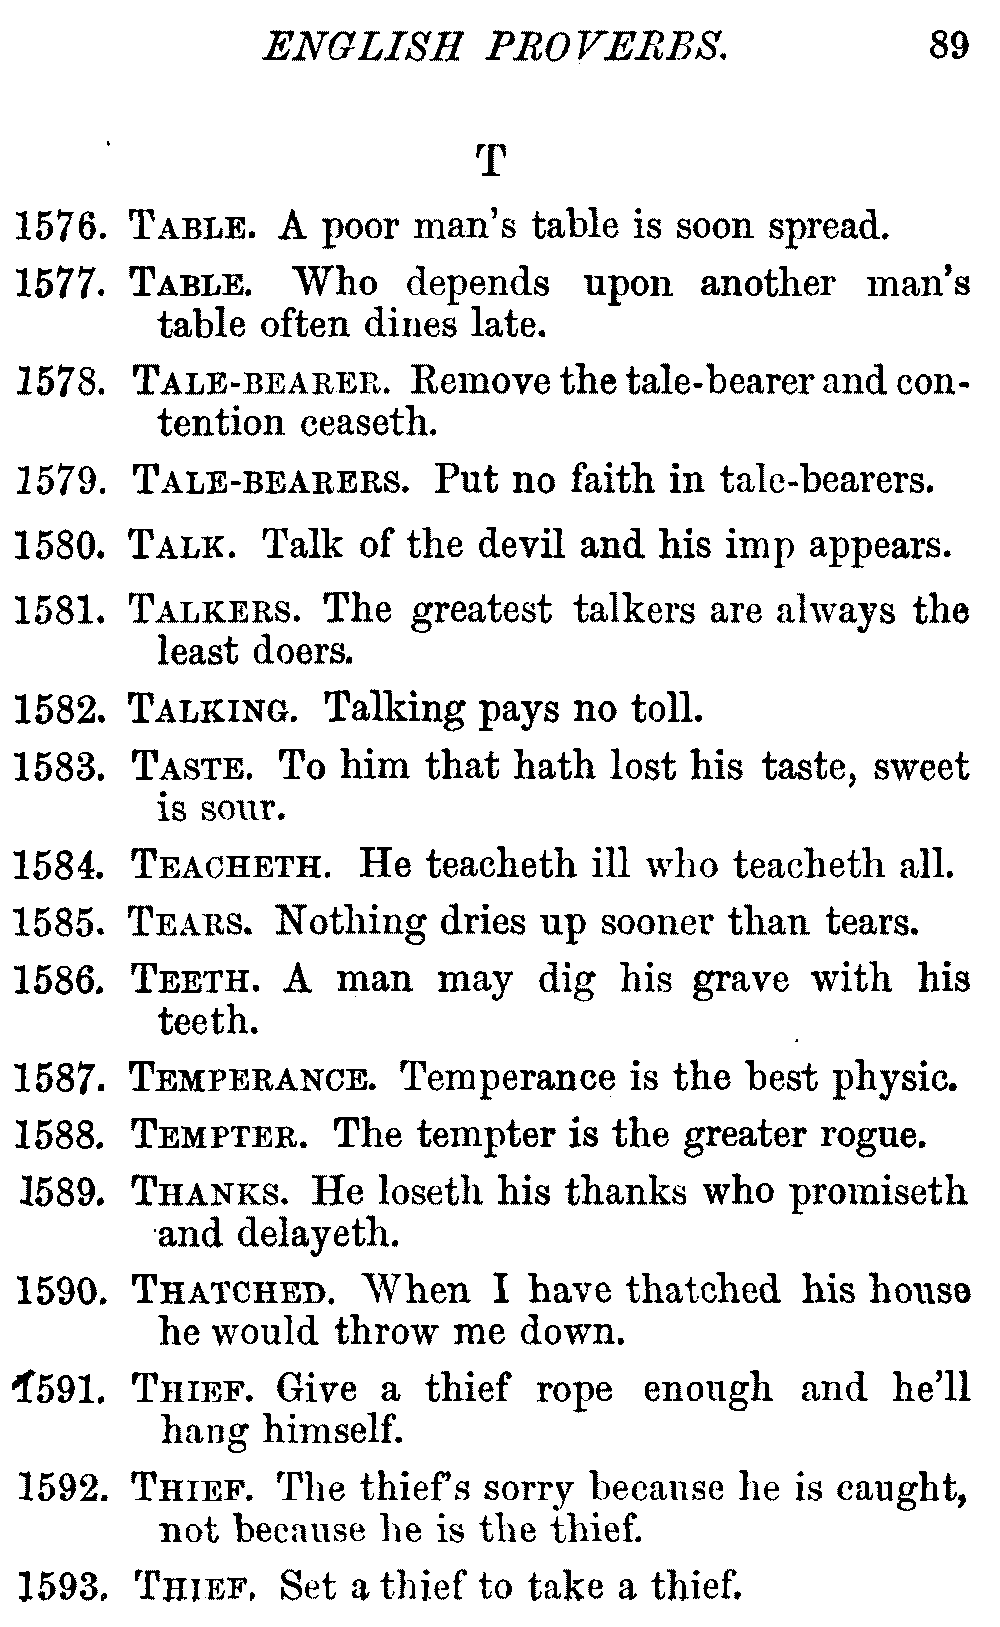 ENGLISH PROVERBS. 89
T
1576. TABLE. A poor man's table is soon spread.
1577. TABLE. Who depends upon another man's
table often dines late.
1578. TALE-BEARER. Remove the tale-bearer and con-
tention ceaseth.
1579. TALE-BEARERS. Put no faith in tale-bearers.
1580. TALK. Talk of the devil and his imp appears.
1581. TALKERS. The greatest talkers are always the
least doers.
1582. TALKING. Talking pays no toll.
1583. TASTE. To him that hath lost his taste, sweet
is sour.
1584. TEACHETH. He teacheth ill who teacheth all.
1585. TEARS. Nothing dries up sooner than tears.
1586. TEETH. A man may dig his grave with his
teeth.
1587. TEMPERANCE. Temperance is the best physic.
1588. TEMPTER. The tempter is the greater rogue.
1589. THANKS. He loseth his thanks who promiseth
and delayeth.
1590. THATCHED. When I have thatched his house
he would throw me down.
1591. THIEF. Give a thief rope enough and he'll
hang himself.
1592. THIEF. The thief's sorry because he is caught,
not because he is the thief.
1593. THIEF. Set a thief to take a thief.